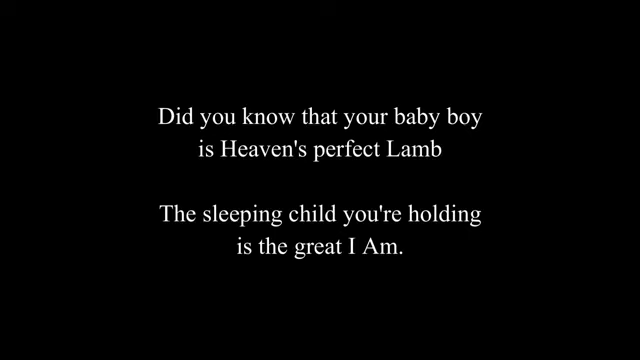 Did you know that your baby boy
is Heaven's perfect Lamb
The sleeping child you're holding
is the great I Am.